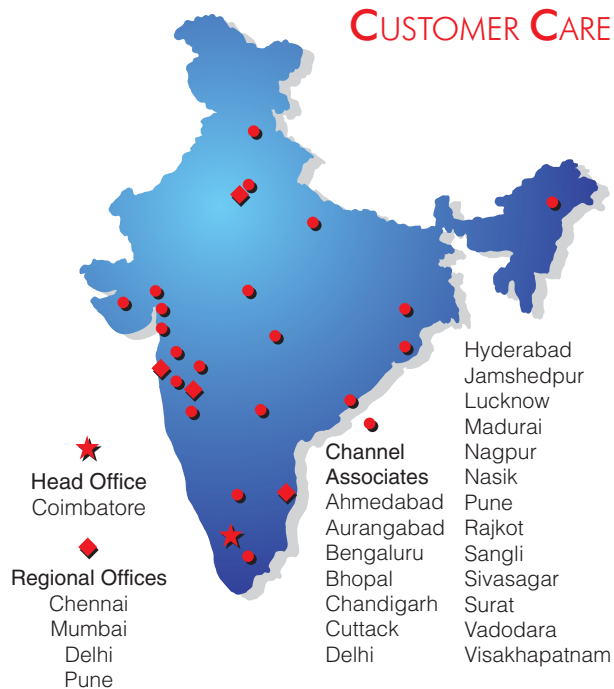 CUSTOMER CARE
Head Office
Coimbatore
Regional Offices
Chennai
Mumbai
Delhi
Pune
Channel
Associates
Ahmedabad
Aurangabad
Bengaluru
Bhopal
Chandigarh
Cuttack
Delhi
Hyderabad
Jamshedpur
Lucknow
Madurai
Nagpur
Nasik
Pune
Rajkot
Sangli
Sivasagar
Surat
Vadodara
Visakhapatnam